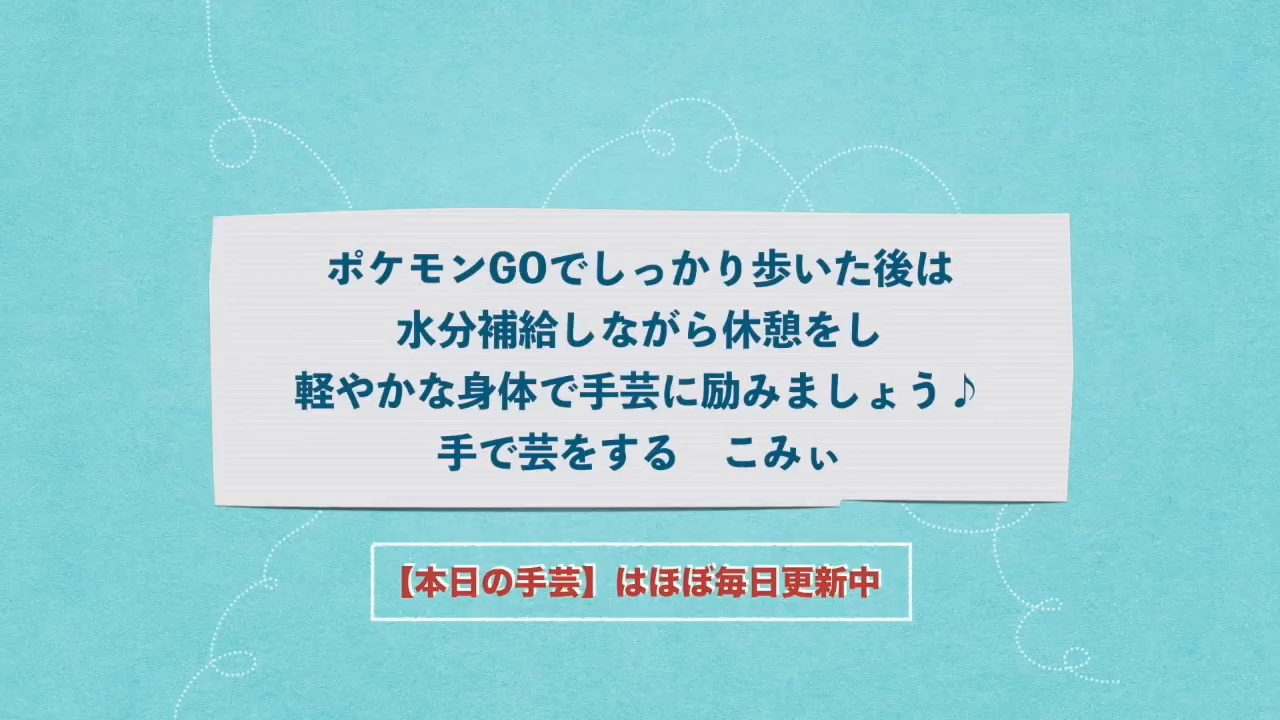 ポケモンGOでしっかり歩いた後は
水分補給しながら休憩をし
軽やかな身体で手芸に励みましょう♪
手で芸をする　こみぃ
【本日の手芸】はほぼ毎日更新中